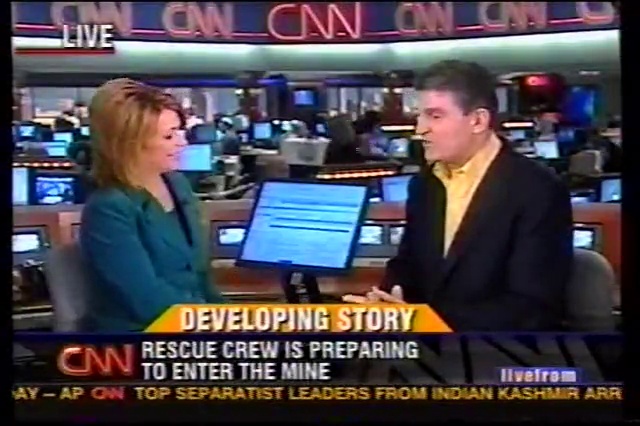 CNN CNN CNN CNN CNN
LIVE
DEVELOPING STORY
CNN RESCUE CREW IS PREPARING
TO ENTER THE MINE
livefrom
AY – AP CNN TOP SEPARATIST LEADERS FROM INDIAN KASHMIR ARR